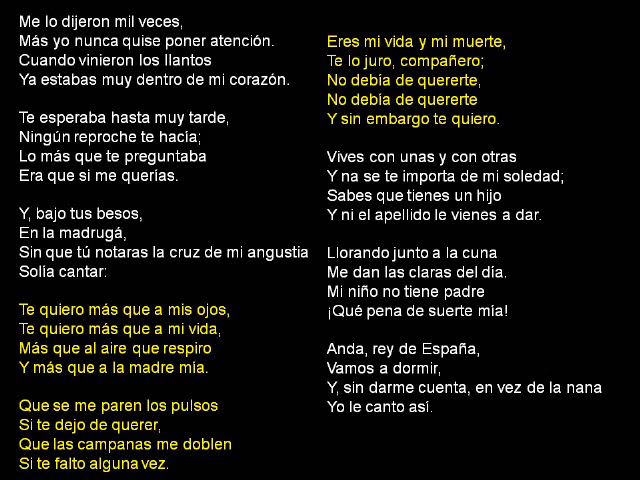 Me lo dijeron mil veces,
Más yo nunca quise poner atención.
Cuando vinieron los llantos
Ya estabas muy dentro de mi corazón.
Te esperaba hasta muy tarde,
Ningún reproche te hacía;
Lo más que te preguntaba
Era que si me querías.
Y, bajo tus besos,
En la madrugá,
Sin que tú notaras la cruz de mi angustia
Solía cantar:
Te quiero más que a mis ojos,
Te quiero más que a mi vida,
Más que al aire que respiro
Y más que a la madre mía.
Que se me paren los pulsos
Si te dejo de querer,
Que las campanas me doblen
Si te falto alguna vez.
Eres mi vida y mi muerte,
Te lo juro, compañero;
No debía de quererte,
No debía de quererte
Y sin embargo te quiero.
Vives con unas y con otras
Y na se te importa de mi soledad;
Sabes que tienes un hijo
Y ni el apellido le vienes a dar.
Llorando junto a la cuna
Me dan las claras del día.
Mi niño no tiene padre
¡Qué pena de suerte mía!
Anda, rey de España,
Vamos a dormir,
Y, sin darme cuenta, en vez de la nana
Yo le canto así.